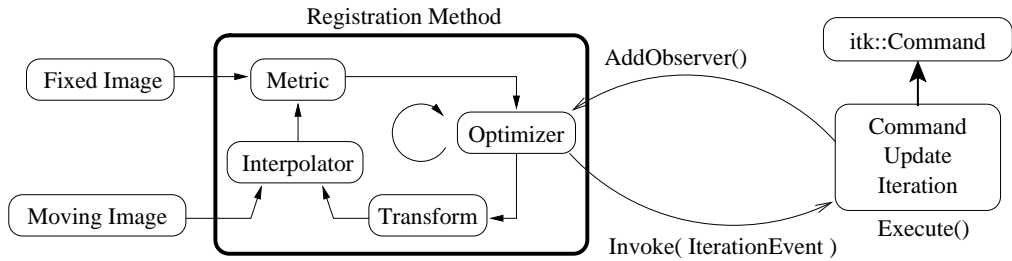 Registration Method
itk::Command
Fixed Image
Metric
AddObserver()
Optimizer
Command
Update
Iteration
Interpolator
Moving Image
Transform
Execute()
Invoke( IterationEvent )